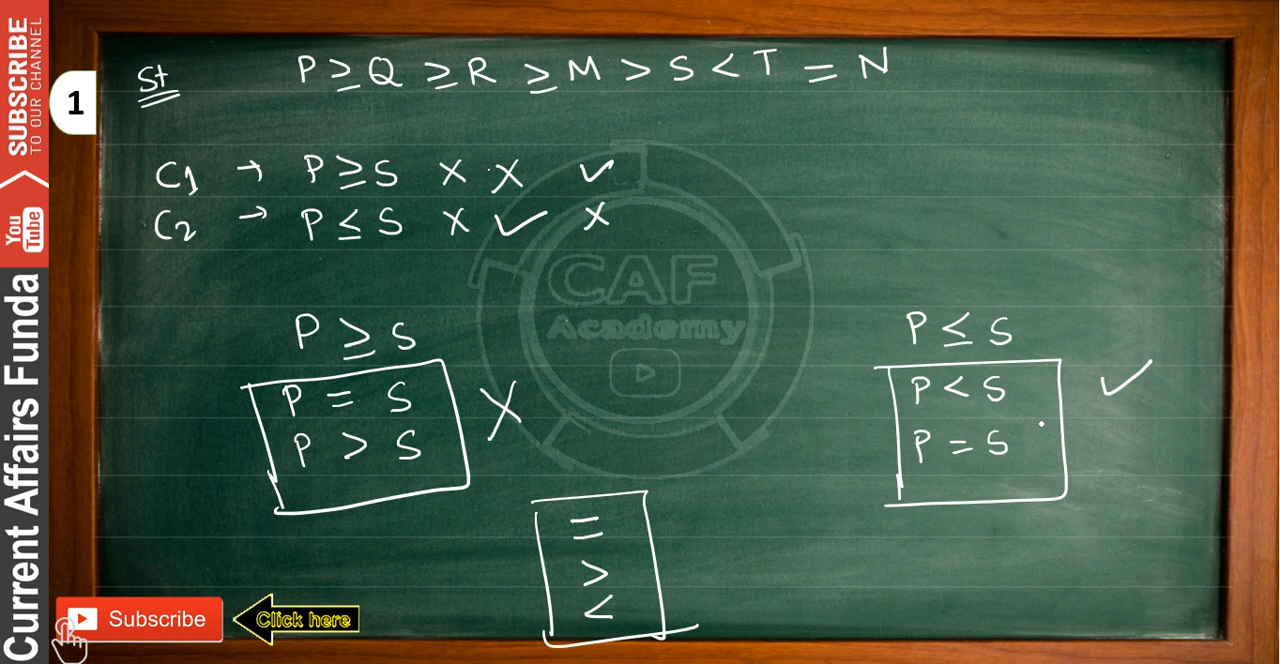 SUBSCRIBE
TO OUR CHANNEL
You
Tube
Current Affairs Funda
1
St P ≥ Q ≥ R ≥ M > S < T = N
C1 → P ≥ S X X ✓
C2 → P ≤ S X ✓ X
CAF
Academy
P ≥ S
P = S
P > S X
P ≤ S
P < S ✓
P = S
=
>
<
Subscribe
Click here